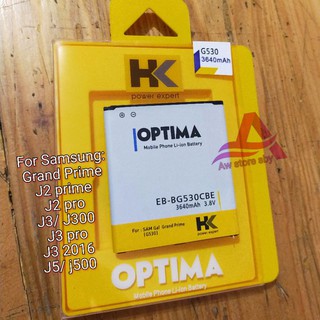 G530
3640mAh
HK
power expert
OPTIMA
Mobile Phone Li-ion Battery
EB-BG530CBE
3640mAh 3.8V
For : SAM Gal Grand Prime
(G530)
HK
power expert
OPTIMA
Mobile Phone Li-ion Battery
Aw store sby
For Samsung:
Grand Prime
J2 prime
J2 pro
J3/ J300
J3 pro
J3 2016
J5/ j500